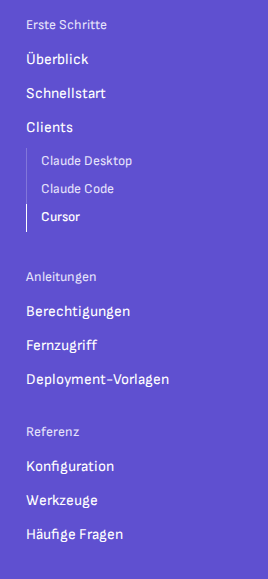 Erste Schritte
Überblick
Schnellstart
Clients
Claude Desktop
Claude Code
Cursor
Anleitungen
Berechtigungen
Fernzugriff
Deployment-Vorlagen
Referenz
Konfiguration
Werkzeuge
Häufige Fragen